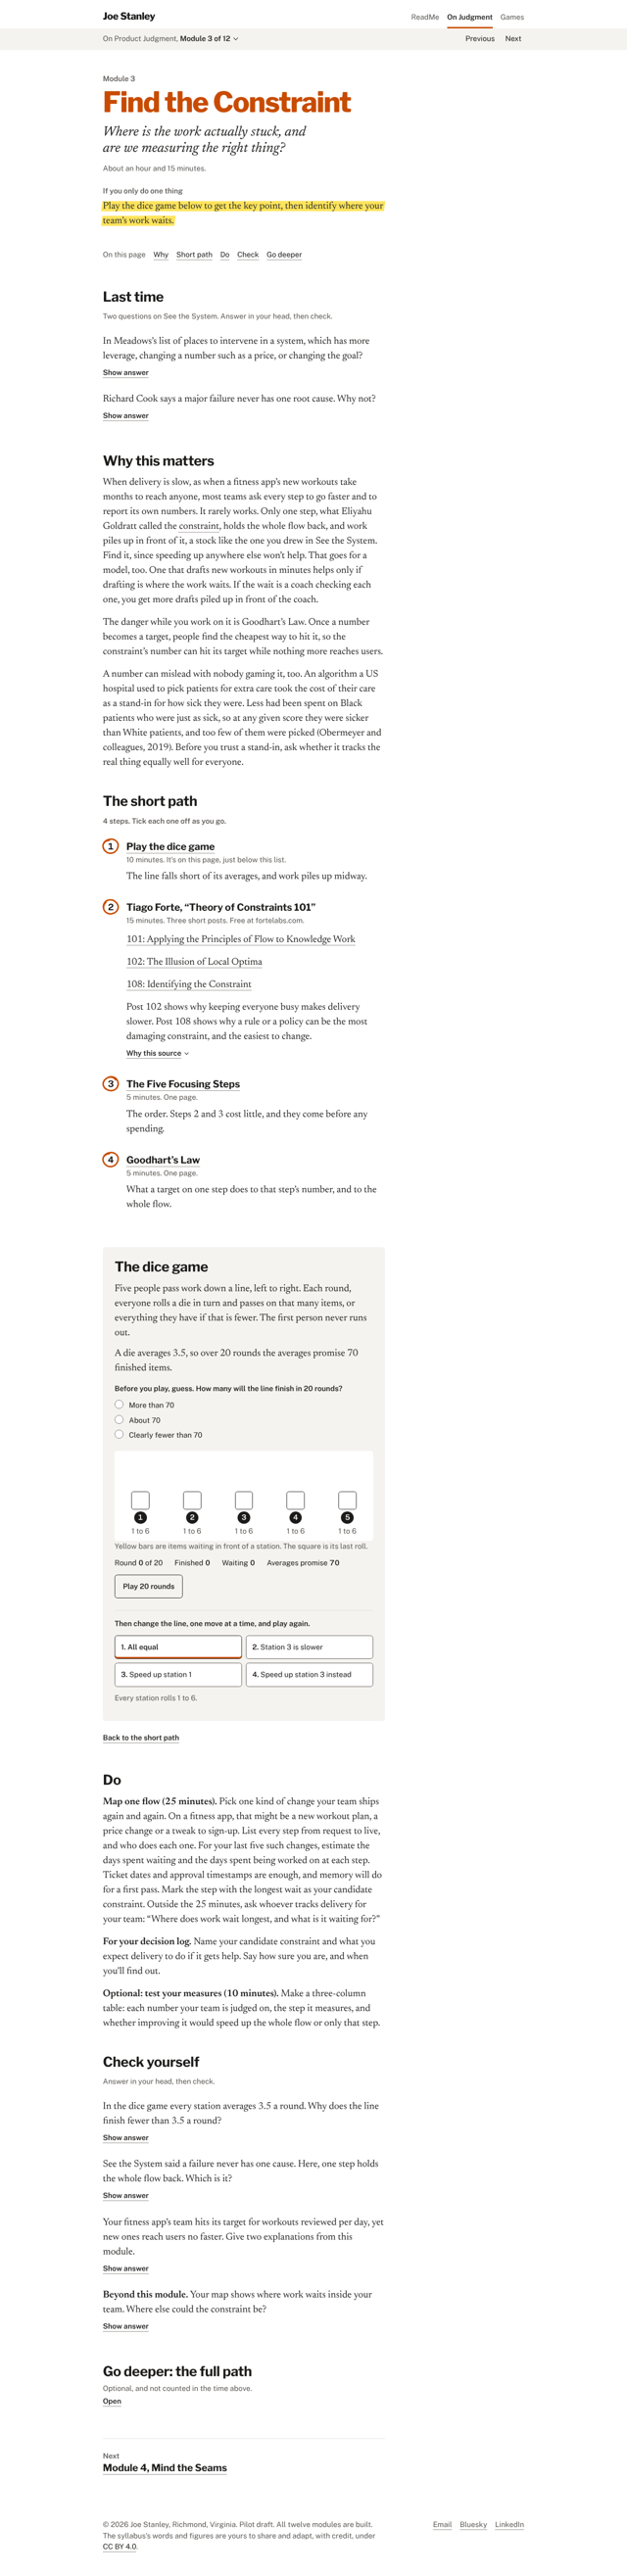 Joe Stanley
ReadMe On Judgment Games
On Product Judgment, Module 3 of 12
Previous Next
Module 3
Find the Constraint
Where is the work actually stuck, and
are we measuring the right thing?
About an hour and 15 minutes.
If you only do one thing
Play the dice game below to get the key point, then identify where your
team's work waits.
On this page Why Short path Do Check Go deeper
Last time
Two questions on See the System. Answer in your head, then check.
In Meadows's list of places to intervene in a system, which has more
leverage, changing a number such as a price, or changing the goal?
Show answer
Richard Cook says a major failure never has one root cause. Why not?
Show answer
Why this matters
When delivery is slow, as when a fitness app's new workouts take
months to reach anyone, most teams ask every step to go faster and to
report its own numbers. It rarely works. Only one step, what Eliyahu
Goldratt called the constraint, holds the whole flow back, and work
piles up in front of it, a stock like the one you drew in See the System.
Find it, since speeding up anywhere else won't help. That goes for a
model, too. One that drafts new workouts in minutes helps only if
drafting is where the work waits. If the wait is a coach checking each
one, you get more drafts piled up in front of the coach.
The danger while you work on it is Goodhart's Law. Once a number
becomes a target, people find the cheapest way to hit it, so the
constraint's number can hit its target while nothing more reaches users.
A number can mislead with nobody gaming it, too. An algorithm a US
hospital used to pick patients for extra care took the cost of their care
as a stand-in for how sick they were. Less had been spent on Black
patients who were just as sick, so at any given score they were sicker
than White patients, and too few of them were picked (Obermeyer and
colleagues, 2019). Before you trust a stand-in, ask whether it tracks the
real thing equally well for everyone.
The short path
4 steps. Tick each one off as you go.
1 Play the dice game
10 minutes. It's on this page, just below this list.
The line falls short of its averages, and work piles up midway.
2 Tiago Forte, “Theory of Constraints 101”
15 minutes. Three short posts. Free at fortelabs.com.
101: Applying the Principles of Flow to Knowledge Work
102: The Illusion of Local Optima
108: Identifying the Constraint
Post 102 shows why keeping everyone busy makes delivery
slower. Post 108 shows why a rule or a policy can be the most
damaging constraint, and the easiest to change.
Why this source
3 The Five Focusing Steps
5 minutes. One page.
The order. Steps 2 and 3 cost little, and they come before any
spending.
4 Goodhart's Law
5 minutes. One page.
What a target on one step does to that step's number, and to the
whole flow.
The dice game
Five people pass work down a line, left to right. Each round,
everyone rolls a die in turn and passes on that many items, or
everything they have if that is fewer. The first person never runs
out.
A die averages 3.5, so over 20 rounds the averages promise 70
finished items.
Before you play, guess. How many will the line finish in 20 rounds?
More than 70
About 70
Clearly fewer than 70
1 2 3 4 5
1 to 6 1 to 6 1 to 6 1 to 6 1 to 6
Yellow bars are items waiting in front of a station. The square is its last roll.
Round 0 of 20 Finished 0 Waiting 0 Averages promise 70
Play 20 rounds
Then change the line, one move at a time, and play again.
1. All equal
2. Station 3 is slower
3. Speed up station 1
4. Speed up station 3 instead
Every station rolls 1 to 6.
Back to the short path
Do
Map one flow (25 minutes). Pick one kind of change your team ships
again and again. On a fitness app, that might be a new workout plan, a
price change or a tweak to sign-up. List every step from request to live,
and who does each one. For your last five such changes, estimate the
days spent waiting and the days spent being worked on at each step.
Ticket dates and approval timestamps are enough, and memory will do
for a first pass. Mark the step with the longest wait as your candidate
constraint. Outside the 25 minutes, ask whoever tracks delivery for
your team: “Where does work wait longest, and what is it waiting for?”
For your decision log. Name your candidate constraint and what you
expect delivery to do if it gets help. Say how sure you are, and when
you'll find out.
Optional: test your measures (10 minutes). Make a three-column
table: each number your team is judged on, the step it measures, and
whether improving it would speed up the whole flow or only that step.
Check yourself
Answer in your head, then check.
In the dice game every station averages 3.5 a round. Why does the line
finish fewer than 3.5 a round?
Show answer
See the System said a failure never has one cause. Here, one step holds
the whole flow back. Which is it?
Show answer
Your fitness app's team hits its target for workouts reviewed per day, yet
new ones reach users no faster. Give two explanations from this
module.
Show answer
Beyond this module. Your map shows where work waits inside your
team. Where else could the constraint be?
Show answer
Go deeper: the full path
Optional, and not counted in the time above.
Open
Next
Module 4, Mind the Seams
© 2026 Joe Stanley, Richmond, Virginia. Pilot draft. All twelve modules are built.
The syllabus's words and figures are yours to share and adapt, with credit, under
CC BY 4.0.
Email Bluesky LinkedIn